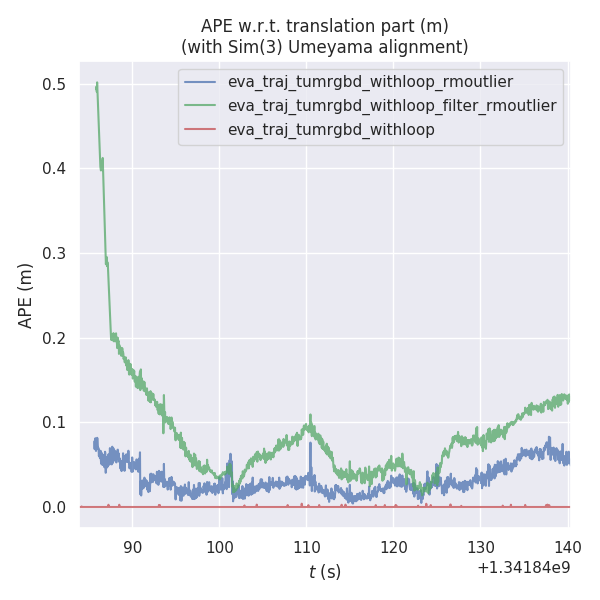 APE w.r.t. translation part (m)
(with Sim(3) Umeyama alignment)
eva_traj_tumrgbd_withloop_rmoutlier
eva_traj_tumrgbd_withloop_filter_rmoutlier
eva_traj_tumrgbd_withloop
APE (m)
0.5
0.4
0.3
0.2
0.1
0.0
90 100 110 120 130 140
t (s)
+1.34184e9